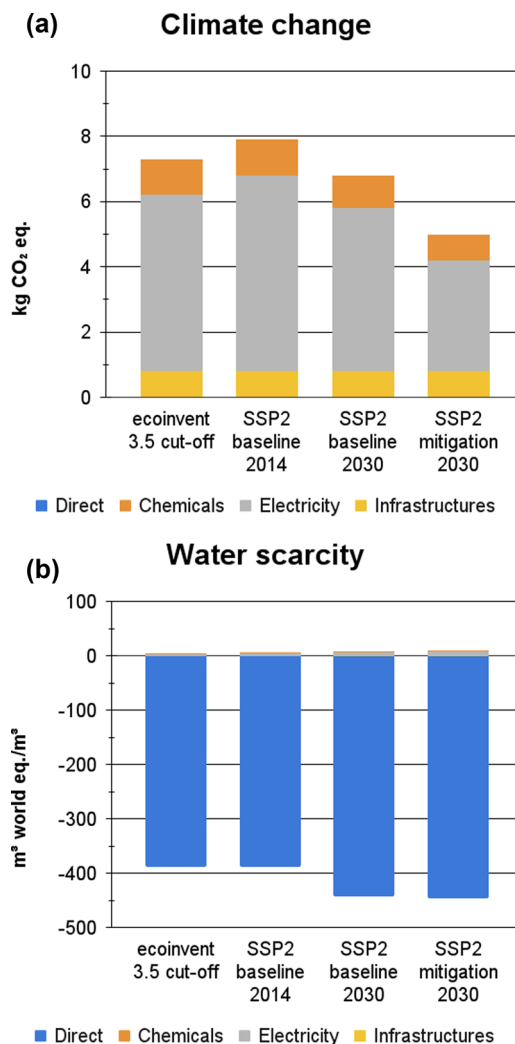 (a) Climate change
10
8
6
4
2
0
kg CO₂ eq.
ecoinvent
3.5 cut-off
SSP2
baseline
2014
SSP2
baseline
2030
SSP2
mitigation
2030
Direct Chemicals Electricity Infrastructures
(b) Water scarcity
100
0
-100
-200
-300
-400
-500
m³ world eq./m³
ecoinvent
3.5 cut-off
SSP2
baseline
2014
SSP2
baseline
2030
SSP2
mitigation
2030
Direct Chemicals Electricity Infrastructures